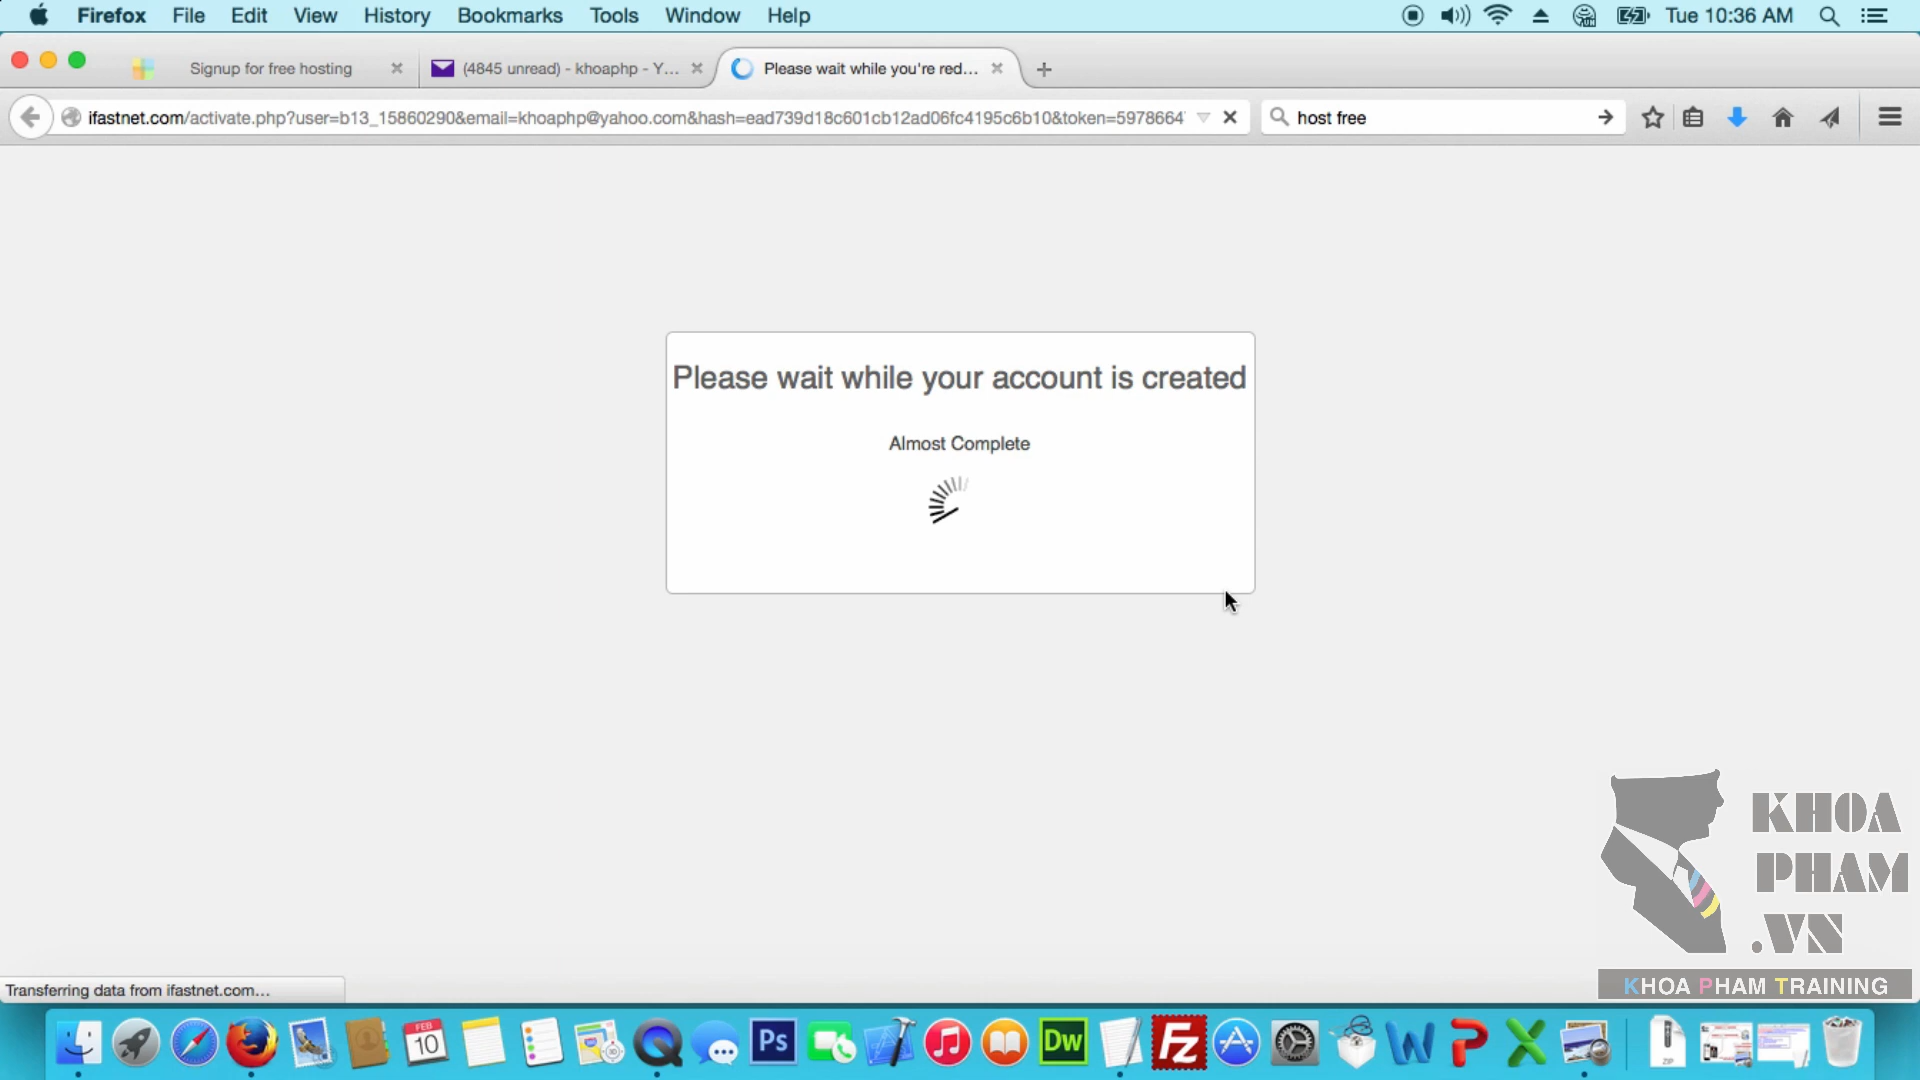 Firefox File Edit View History Bookmarks Tools Window Help
Tue 10:36 AM
Signup for free hosting
(4845 unread) - khoaphp - Y...
Please wait while you're red...
ifastnet.com/activate.php?user=b13_15860290&email=khoaphp@yahoo.com&hash=ead739d18c601cb12ad06fc4195c6b10&token=5978664
host free
Please wait while your account is created
Almost Complete
KHOA
PHAM
.VN
KHOA PHAM TRAINING
Transferring data from ifastnet.com...
FEB
10
Ps
Dw
Fz
ZIP